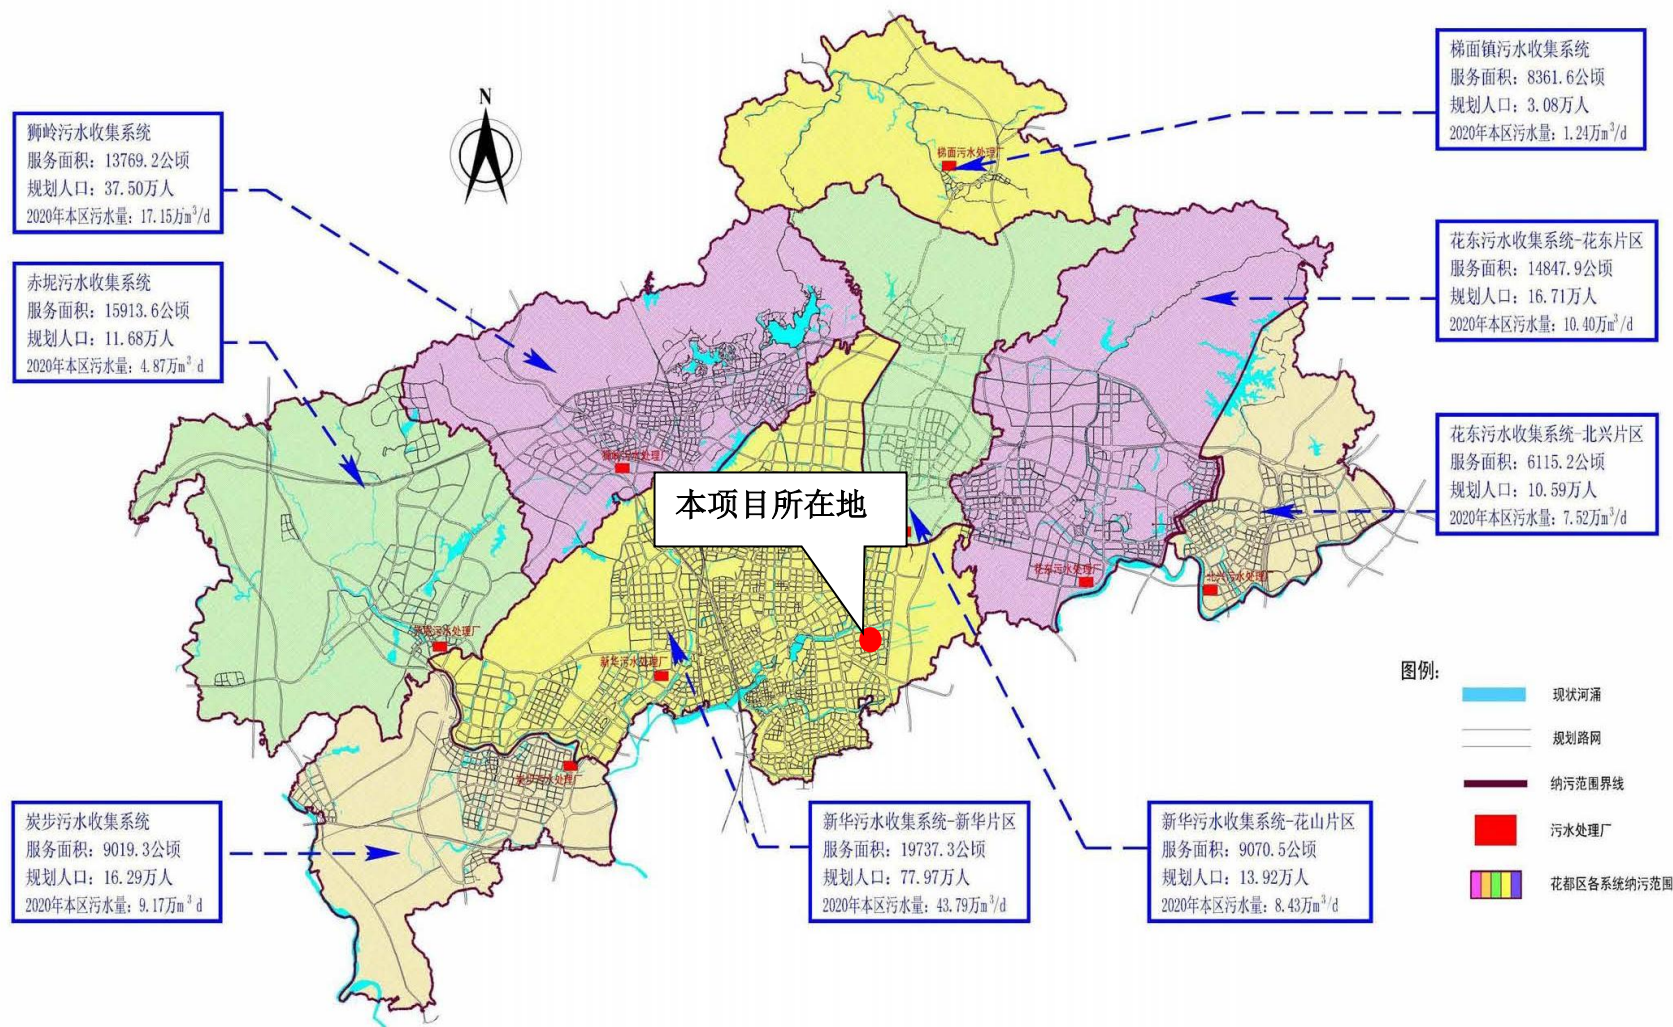 梯面镇污水收集系统
服务面积：8361.6公顷
规划人口：3.08万人
2020年本区污水量：1.24万m³/d
N
狮岭污水收集系统
服务面积：13769.2公顷
规划人口：37.50万人
2020年本区污水量：17.15万m³/d
梯面污水处理厂
花东污水收集系统-花东片区
服务面积：14847.9公顷
规划人口：16.71万人
2020年本区污水量：10.40万m³/d
赤坭污水收集系统
服务面积：15913.6公顷
规划人口：11.68万人
2020年本区污水量：4.87万m³ d
花东污水收集系统-北兴片区
服务面积：6115.2公顷
规划人口：10.59万人
2020年本区污水量：7.52万m³/d
狮岭污水处理厂
本项目所在地
花东污水处理厂
北兴污水处理厂
污水处理厂
新华污水处理厂
污水处理厂
图例:
现状河涌
规划路网
纳污范围界线
污水处理厂
花都区各系统纳污范围
炭步污水收集系统
服务面积：9019.3公顷
规划人口：16.29万人
2020年本区污水量：9.17万m³ d
新华污水收集系统-新华片区
服务面积：19737.3公顷
规划人口：77.97万人
2020年本区污水量：43.79万m³/d
新华污水收集系统-花山片区
服务面积：9070.5公顷
规划人口：13.92万人
2020年本区污水量：8.43万m³/d